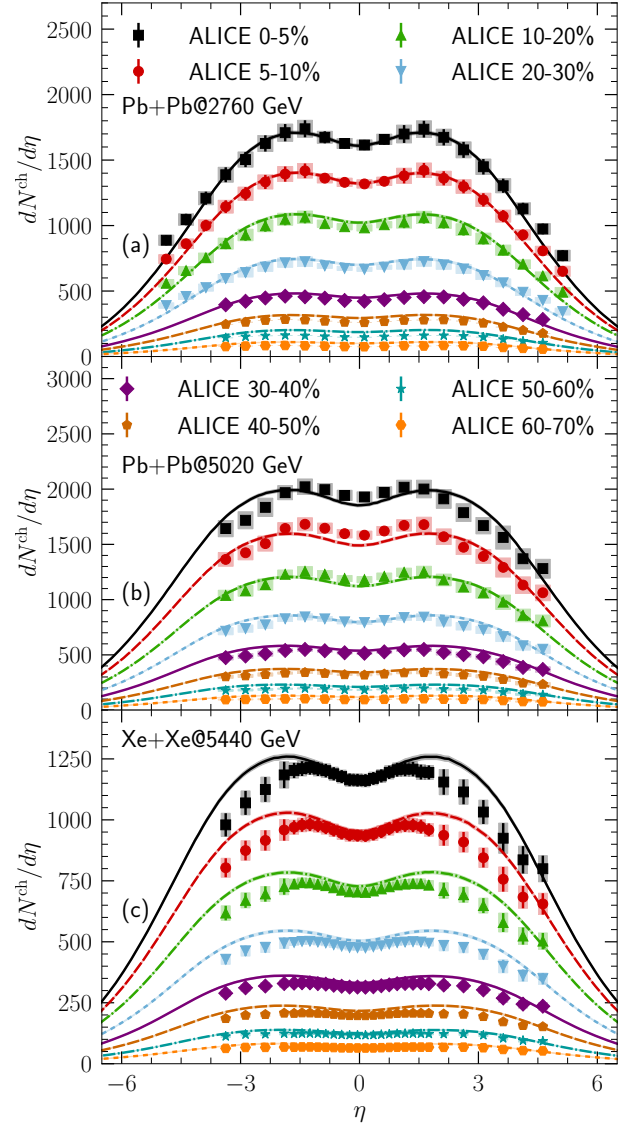 2500
2000
1500
1000
500
0
dN^ch/dη
ALICE 0-5%
ALICE 10-20%
ALICE 5-10%
ALICE 20-30%
Pb+Pb@2760 GeV
(a)
3000
2500
2000
1500
1000
500
0
dN^ch/dη
ALICE 30-40%
ALICE 50-60%
ALICE 40-50%
ALICE 60-70%
Pb+Pb@5020 GeV
(b)
1250
1000
750
500
250
0
dN^ch/dη
Xe+Xe@5440 GeV
(c)
−6 −3 0 3 6
η